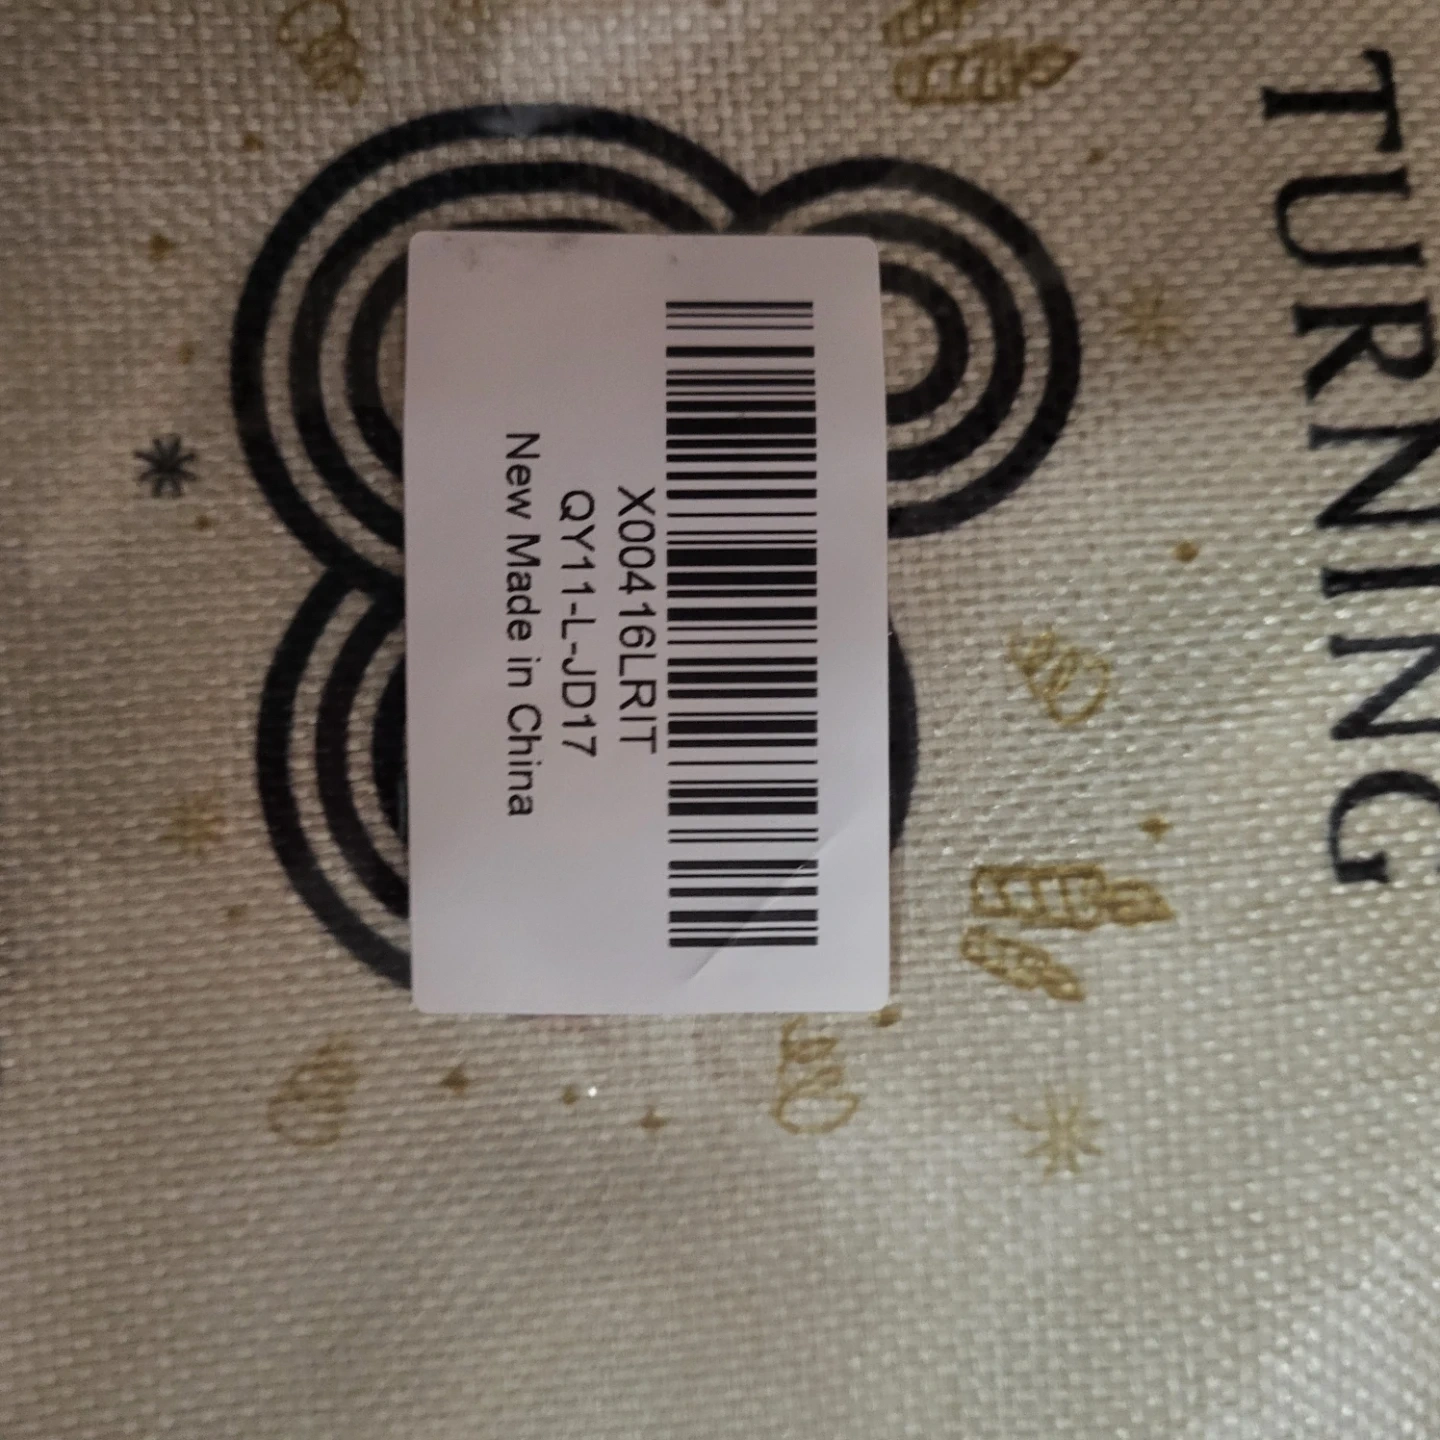 TURNING
X00416LRIT
QY11-L-JD17
New Made in China